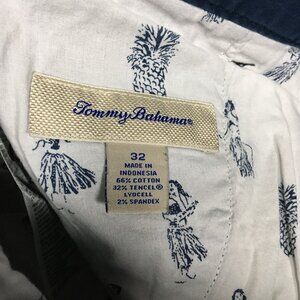 Tommy Bahama®
32
MADE IN
INDONESIA
66% COTTON
32% TENCEL®
LYOCELL
2% SPANDEX